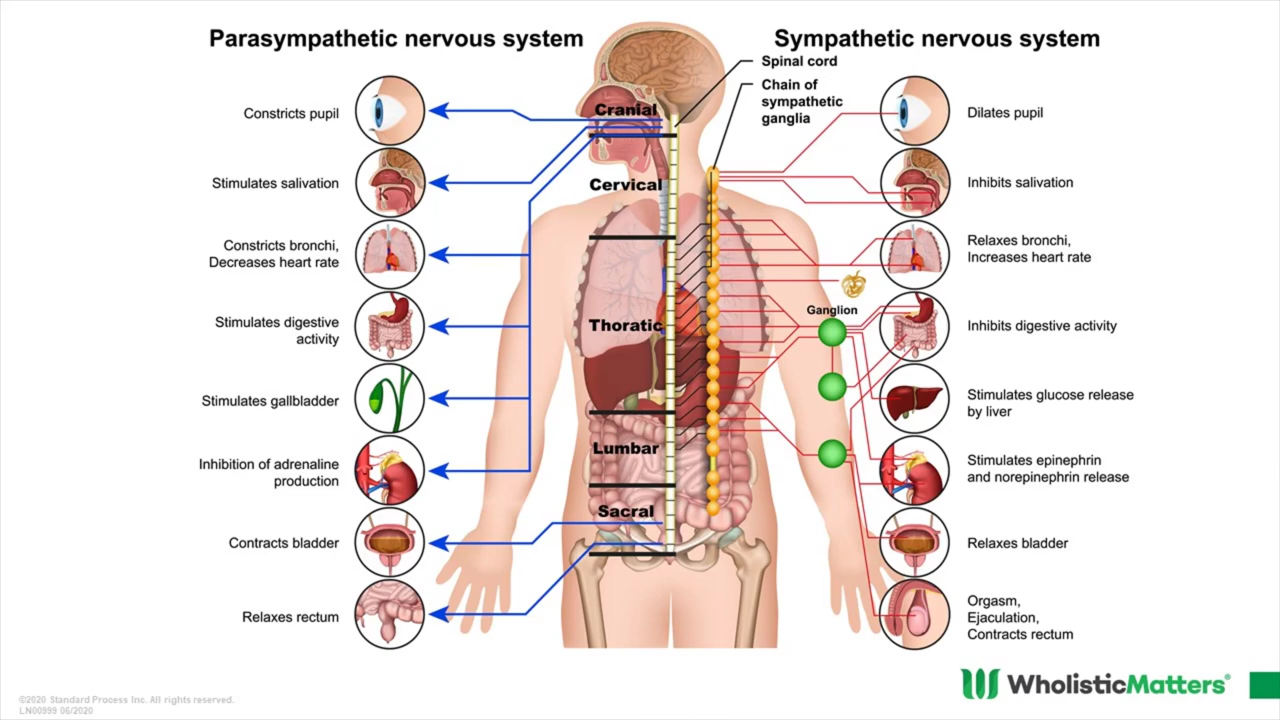 Parasympathetic nervous system
Sympathetic nervous system
Spinal cord
Chain of
sympathetic
ganglia
Cranial
Cervical
Thoratic
Lumbar
Sacral
Ganglion
Constricts pupil
Stimulates salivation
Constricts bronchi,
Decreases heart rate
Stimulates digestive
activity
Stimulates gallbladder
Inhibition of adrenaline
production
Contracts bladder
Relaxes rectum
Dilates pupil
Inhibits salivation
Relaxes bronchi,
Increases heart rate
Inhibits digestive activity
Stimulates glucose release
by liver
Stimulates epinephrin
and norepinephrin release
Relaxes bladder
Orgasm,
Ejaculation,
Contracts rectum
©2020 Standard Process Inc. All rights reserved.
LN00999 06/2020
WholisticMatters®